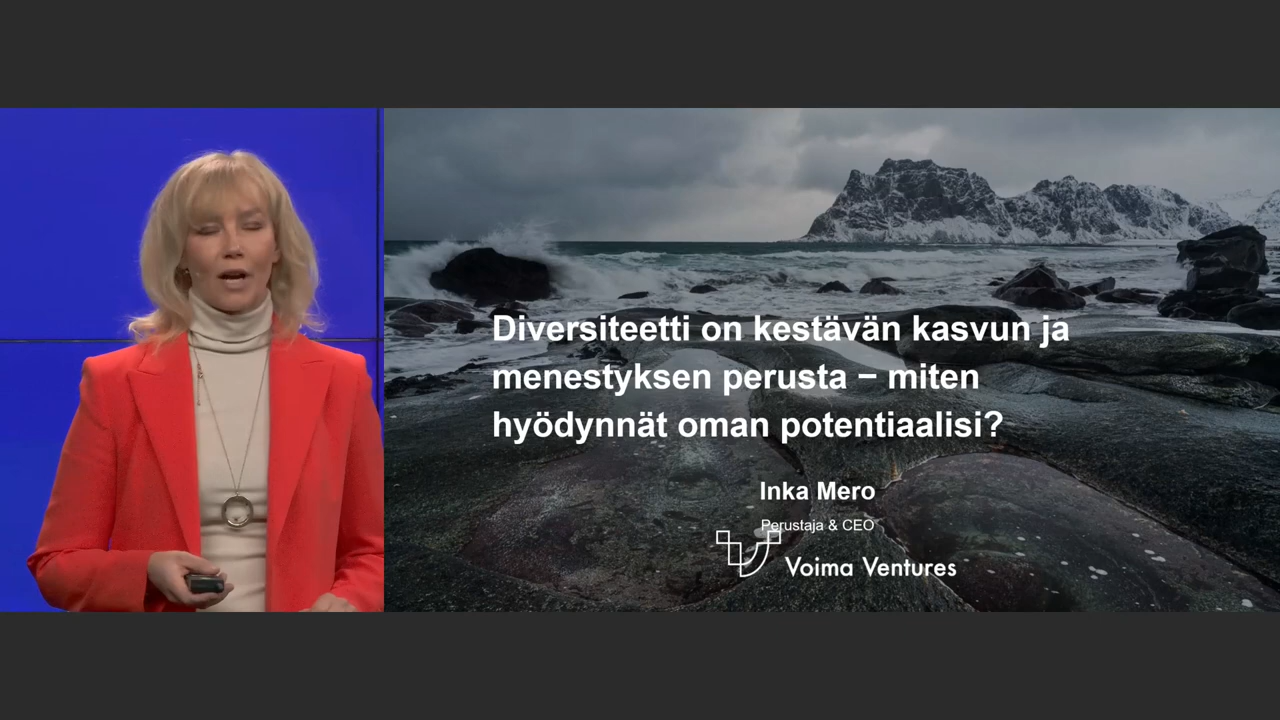 Diversiteetti on kestävän kasvun ja
menestyksen perusta – miten
hyödynnät oman potentiaalisi?
Inka Mero
Perustaja & CEO
Voima Ventures